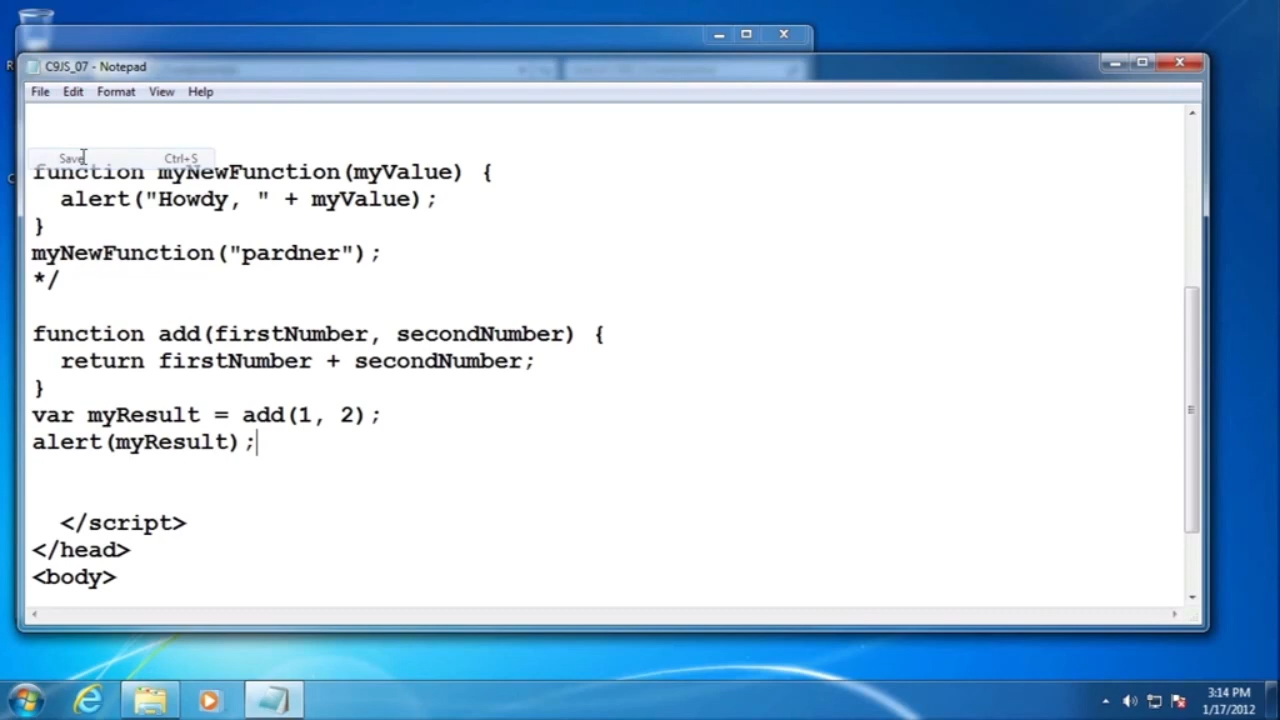 C9JS_07 - Notepad
File Edit Format View Help
Save Ctrl+S
function myNewFunction(myValue) {
  alert("Howdy, " + myValue);
}
myNewFunction("pardner");
*/
function add(firstNumber, secondNumber) {
  return firstNumber + secondNumber;
}
var myResult = add(1, 2);
alert(myResult);
  </script>
</head>
<body>
3:14 PM
1/17/2012